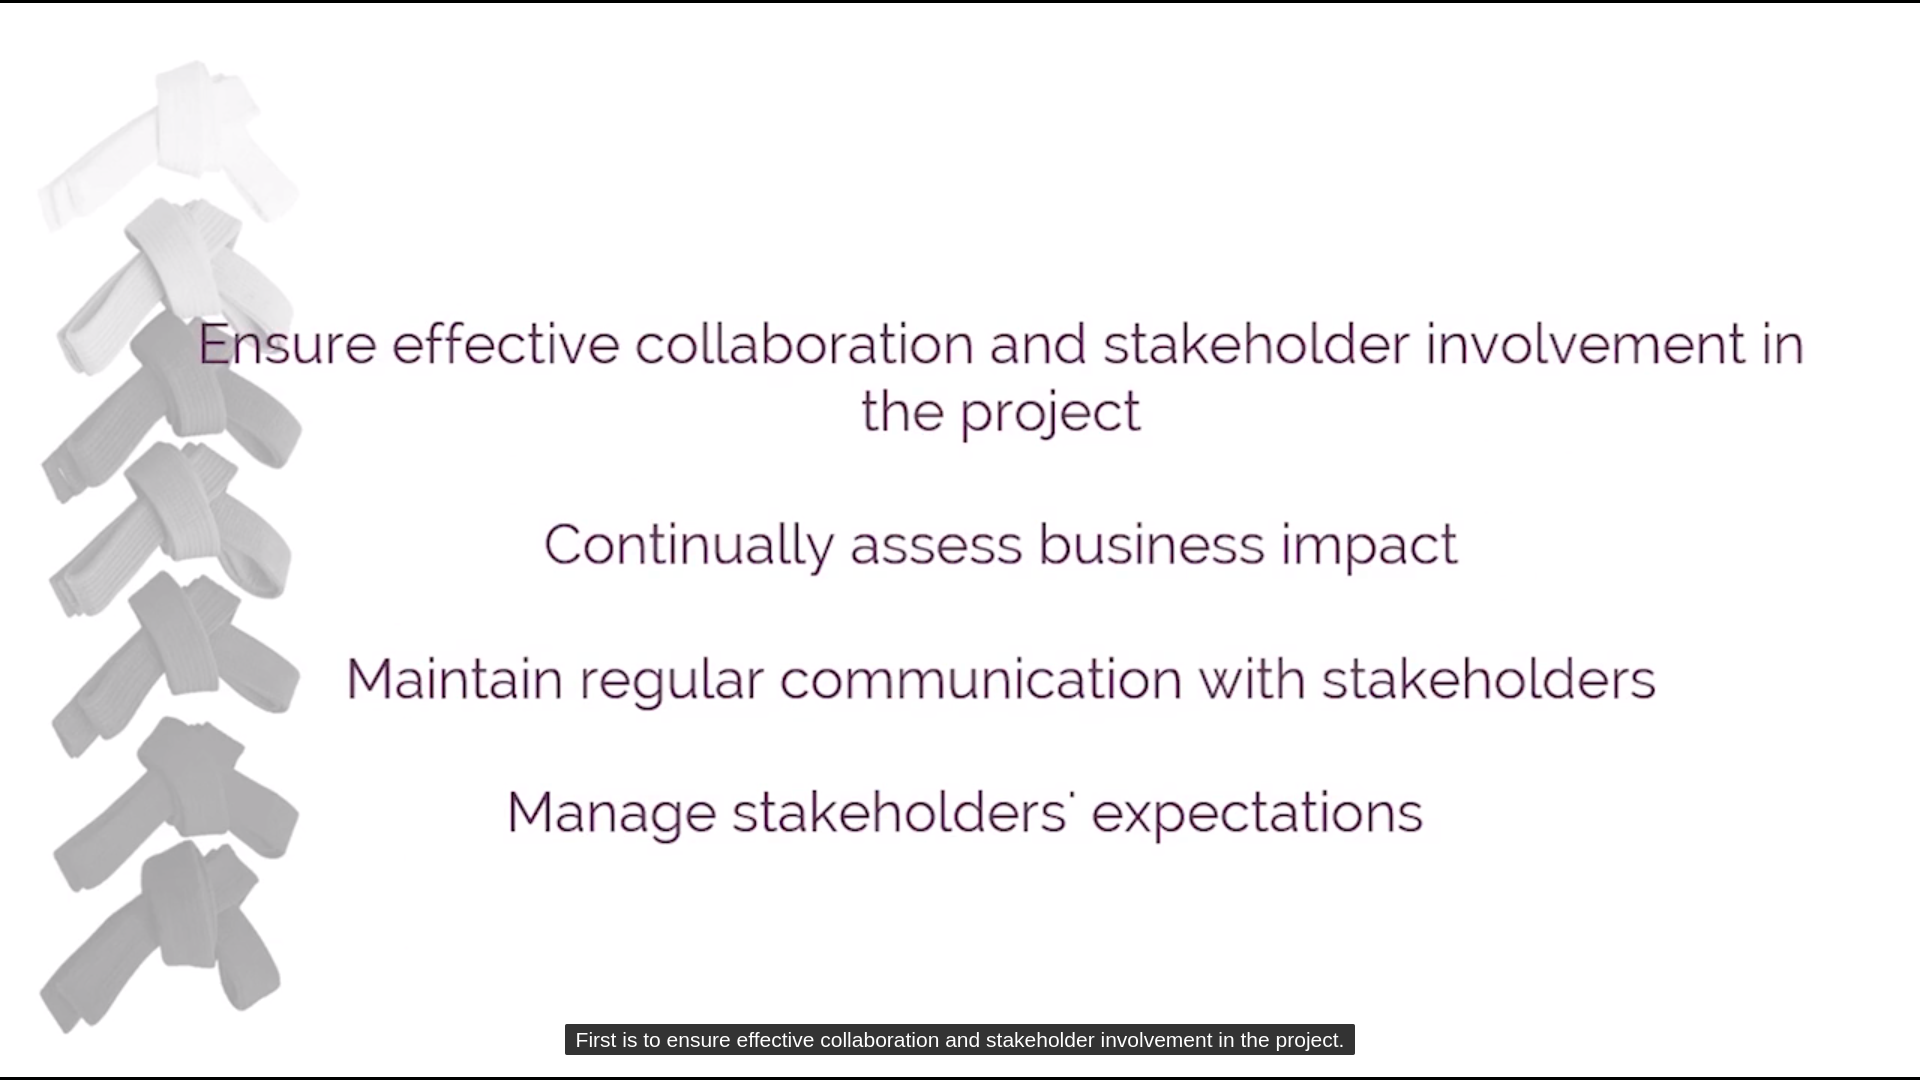 Ensure effective collaboration and stakeholder involvement in
the project
Continually assess business impact
Maintain regular communication with stakeholders
Manage stakeholders' expectations
First is to ensure effective collaboration and stakeholder involvement in the project.